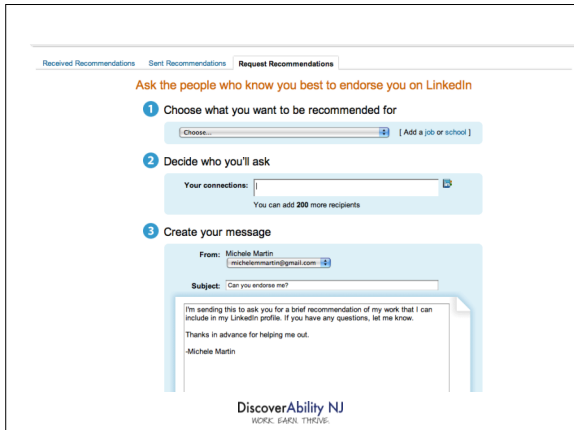 Received Recommendations Sent Recommendations Request Recommendations
Ask the people who know you best to endorse you on LinkedIn
1 Choose what you want to be recommended for
Choose... [ Add a job or school ]
2 Decide who you'll ask
Your connections:
You can add 200 more recipients
3 Create your message
From: Michele Martin
michelemmartin@gmail.com
Subject: Can you endorse me?
I'm sending this to ask you for a brief recommendation of my work that I can
include in my LinkedIn profile. If you have any questions, let me know.
Thanks in advance for helping me out.
-Michele Martin
DiscoverAbility NJ
WORK. EARN. THRIVE.